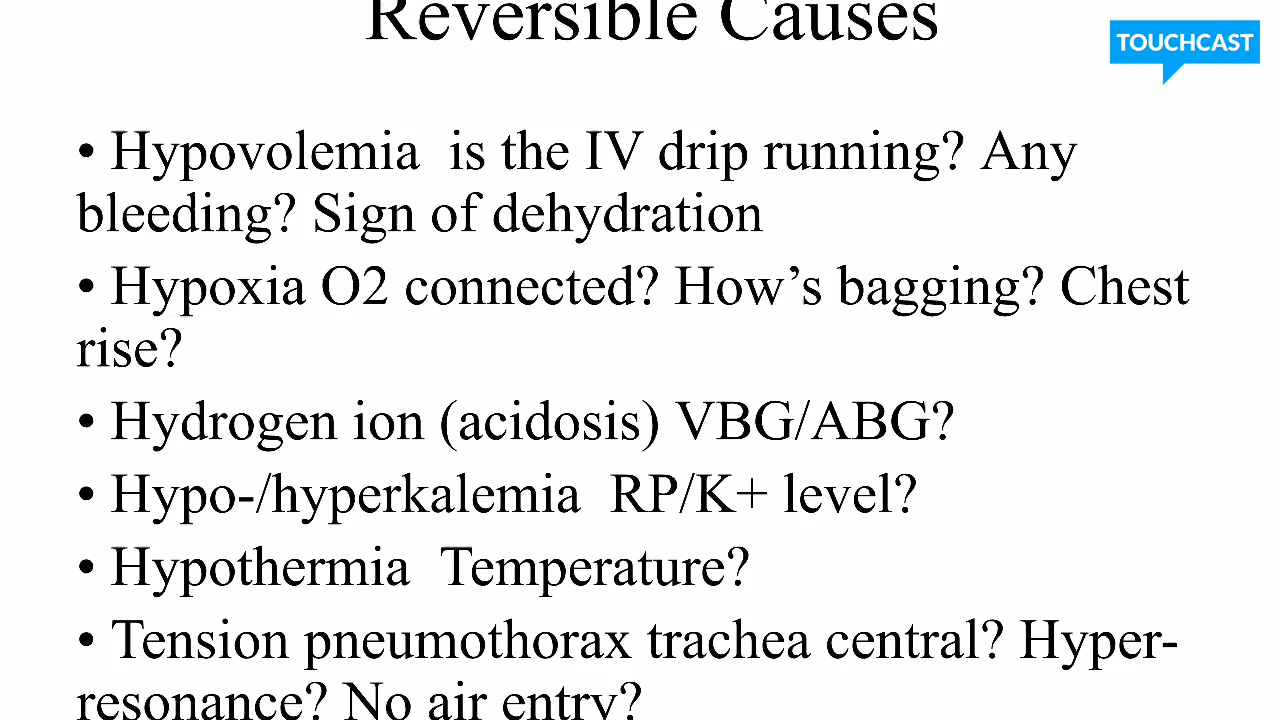 Reversible Causes
TOUCHCAST
• Hypovolemia is the IV drip running? Any
bleeding? Sign of dehydration
• Hypoxia O2 connected? How’s bagging? Chest
rise?
• Hydrogen ion (acidosis) VBG/ABG?
• Hypo-/hyperkalemia RP/K+ level?
• Hypothermia Temperature?
• Tension pneumothorax trachea central? Hyper-
resonance? No air entry?